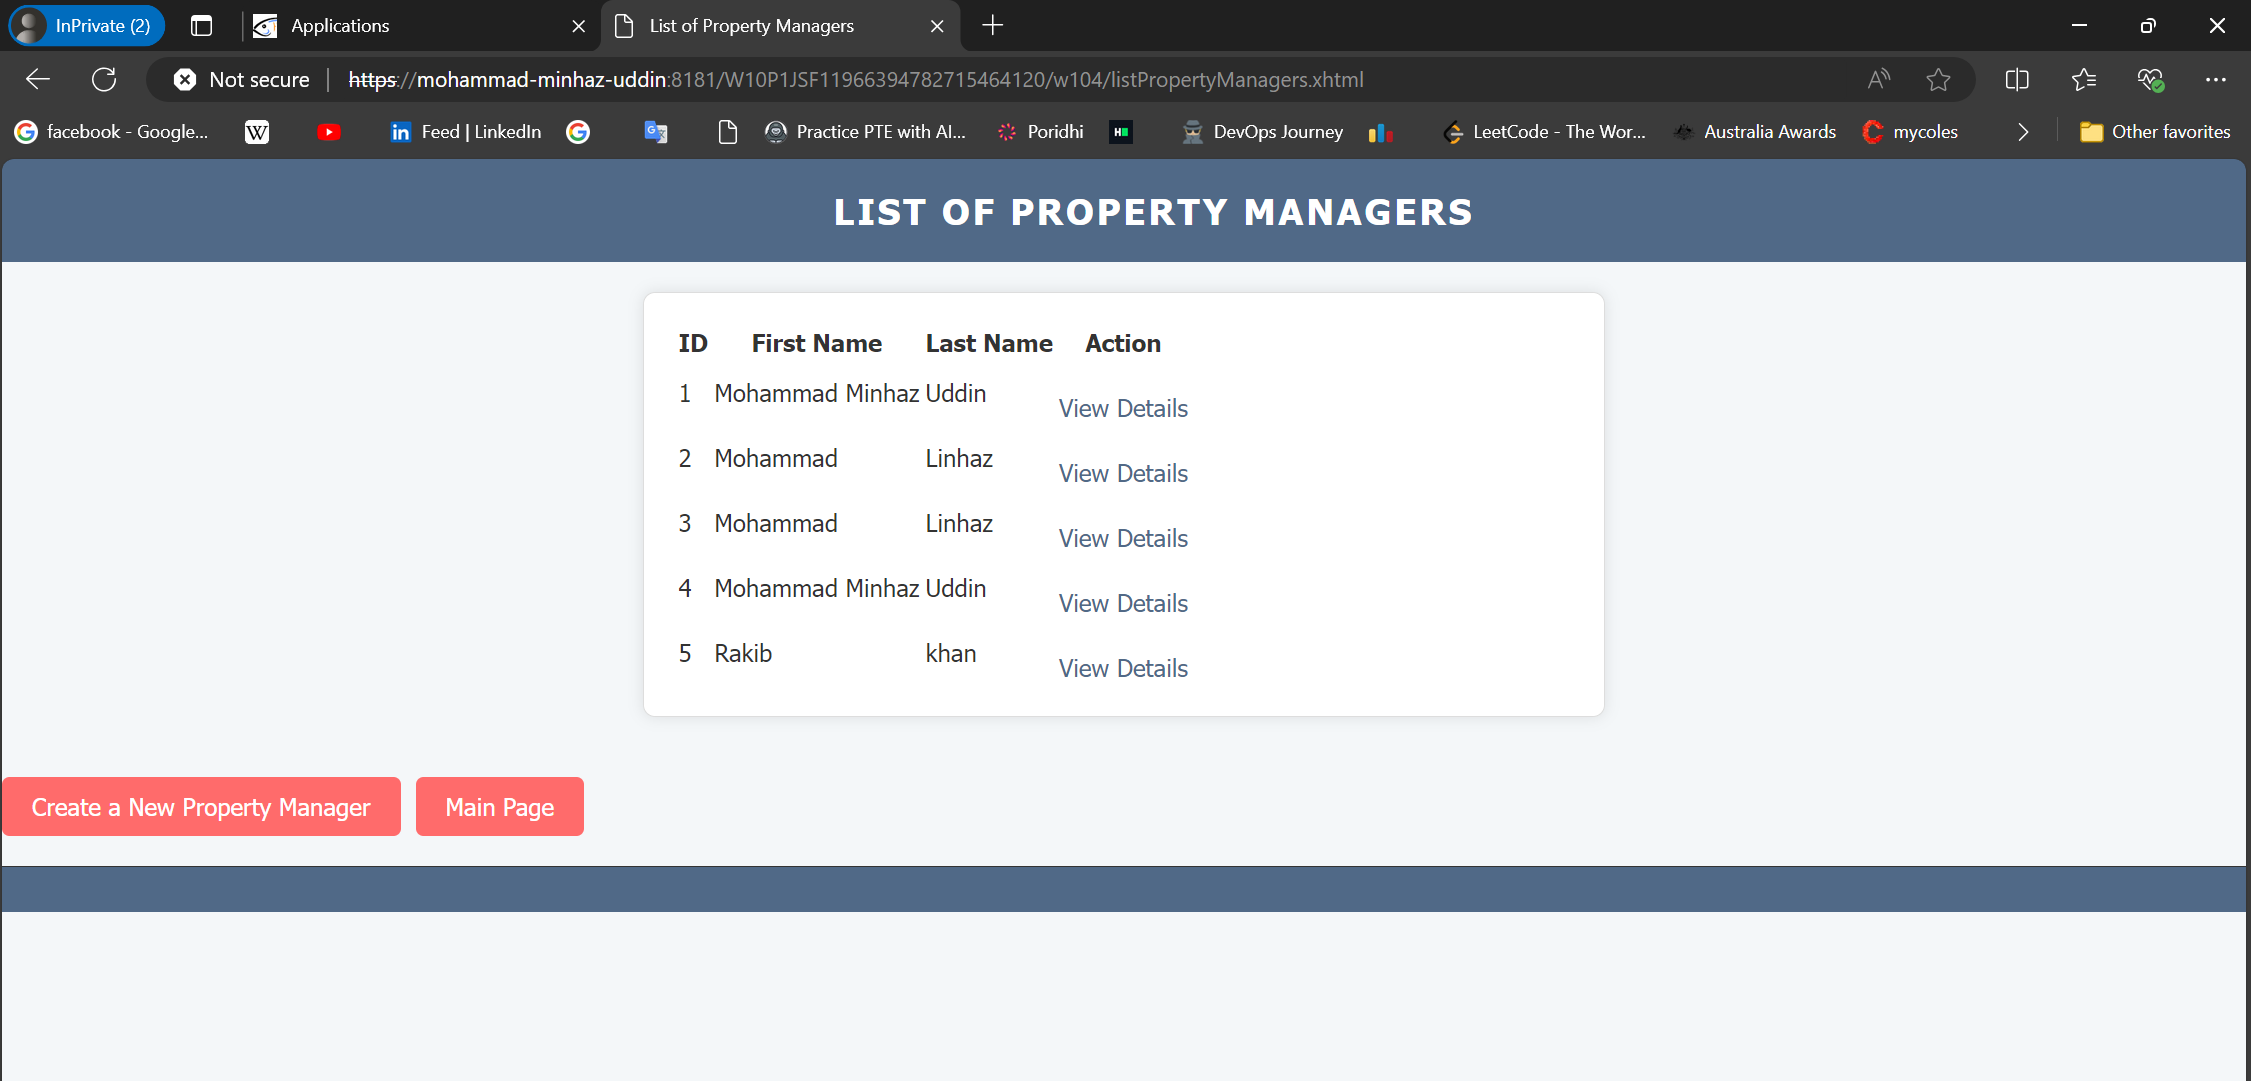 InPrivate (2)
Applications
List of Property Managers
Not secure
https://mohammad-minhaz-uddin:8181/W10P1JSF11966394782715464120/w104/listPropertyManagers.xhtml
facebook - Google...
W
in Feed | LinkedIn
Practice PTE with AI...
Poridhi
DevOps Journey
LeetCode - The Wor...
Australia Awards
mycoles
Other favorites
LIST OF PROPERTY MANAGERS
ID First Name Last Name Action
1 Mohammad Minhaz Uddin View Details
2 Mohammad Linhaz View Details
3 Mohammad Linhaz View Details
4 Mohammad Minhaz Uddin View Details
5 Rakib khan View Details
Create a New Property Manager
Main Page